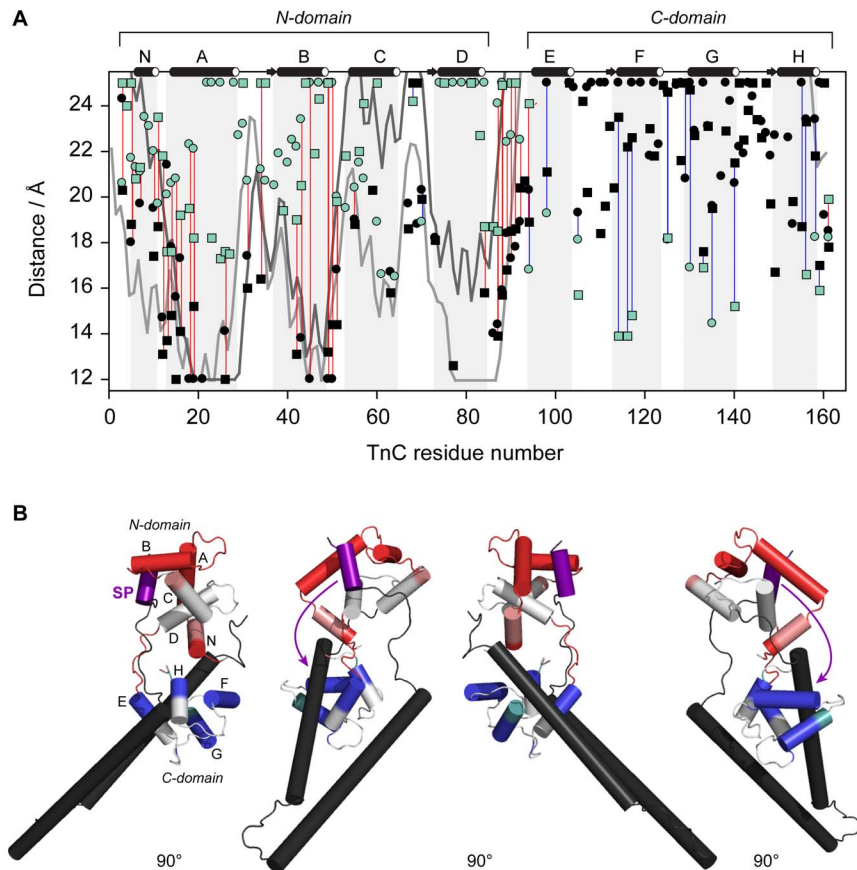 A
N-domain
C-domain
N A B C D E F G H
Distance / Å
24
22
20
18
16
14
12
0 20 40 60 80 100 120 140 160
TnC residue number
B
N-domain
B
A
SP
C
D
N
H
E
F
G
C-domain
90° 90° 90°